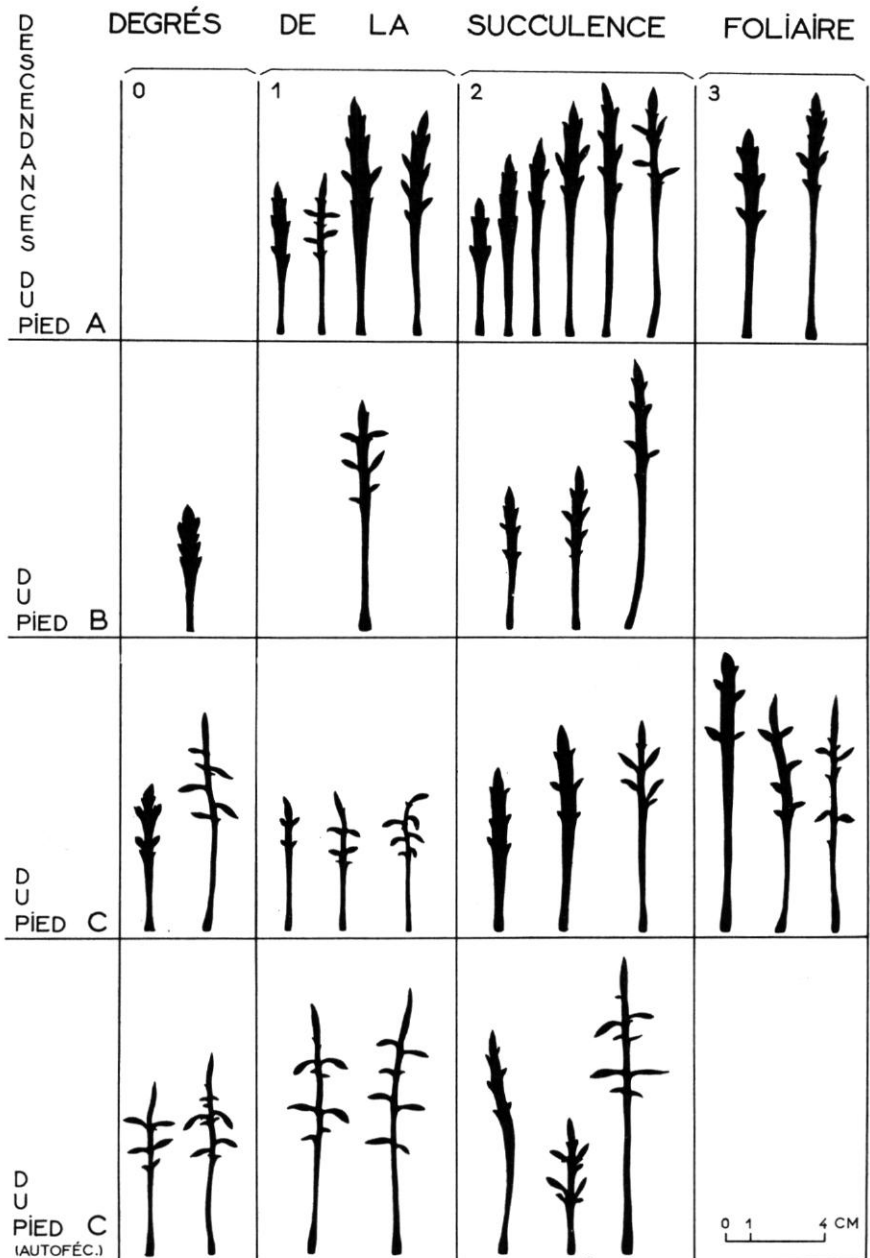 DEGRÉS DE LA SUCCULENCE FOLIAIRE
DESCENDANCES DU PIED A
0
1
2
3
DU PIED B
DU PIED C
DU PIED C
(AUTOFÉC.)
0 1 4 CM